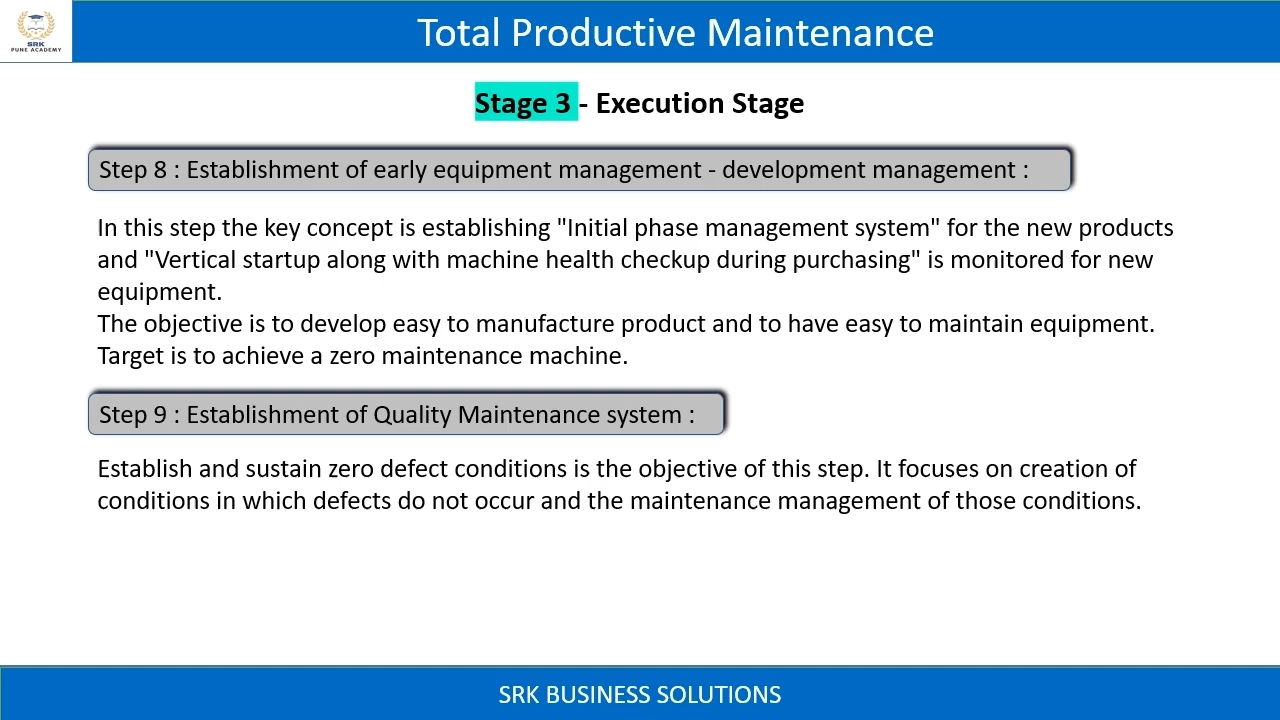 SRK
PUNE ACADEMY
Total Productive Maintenance
Stage 3 - Execution Stage
Step 8 : Establishment of early equipment management - development management :
In this step the key concept is establishing "Initial phase management system" for the new products
and "Vertical startup along with machine health checkup during purchasing" is monitored for new
equipment.
The objective is to develop easy to manufacture product and to have easy to maintain equipment.
Target is to achieve a zero maintenance machine.
Step 9 : Establishment of Quality Maintenance system :
Establish and sustain zero defect conditions is the objective of this step. It focuses on creation of
conditions in which defects do not occur and the maintenance management of those conditions.
SRK BUSINESS SOLUTIONS